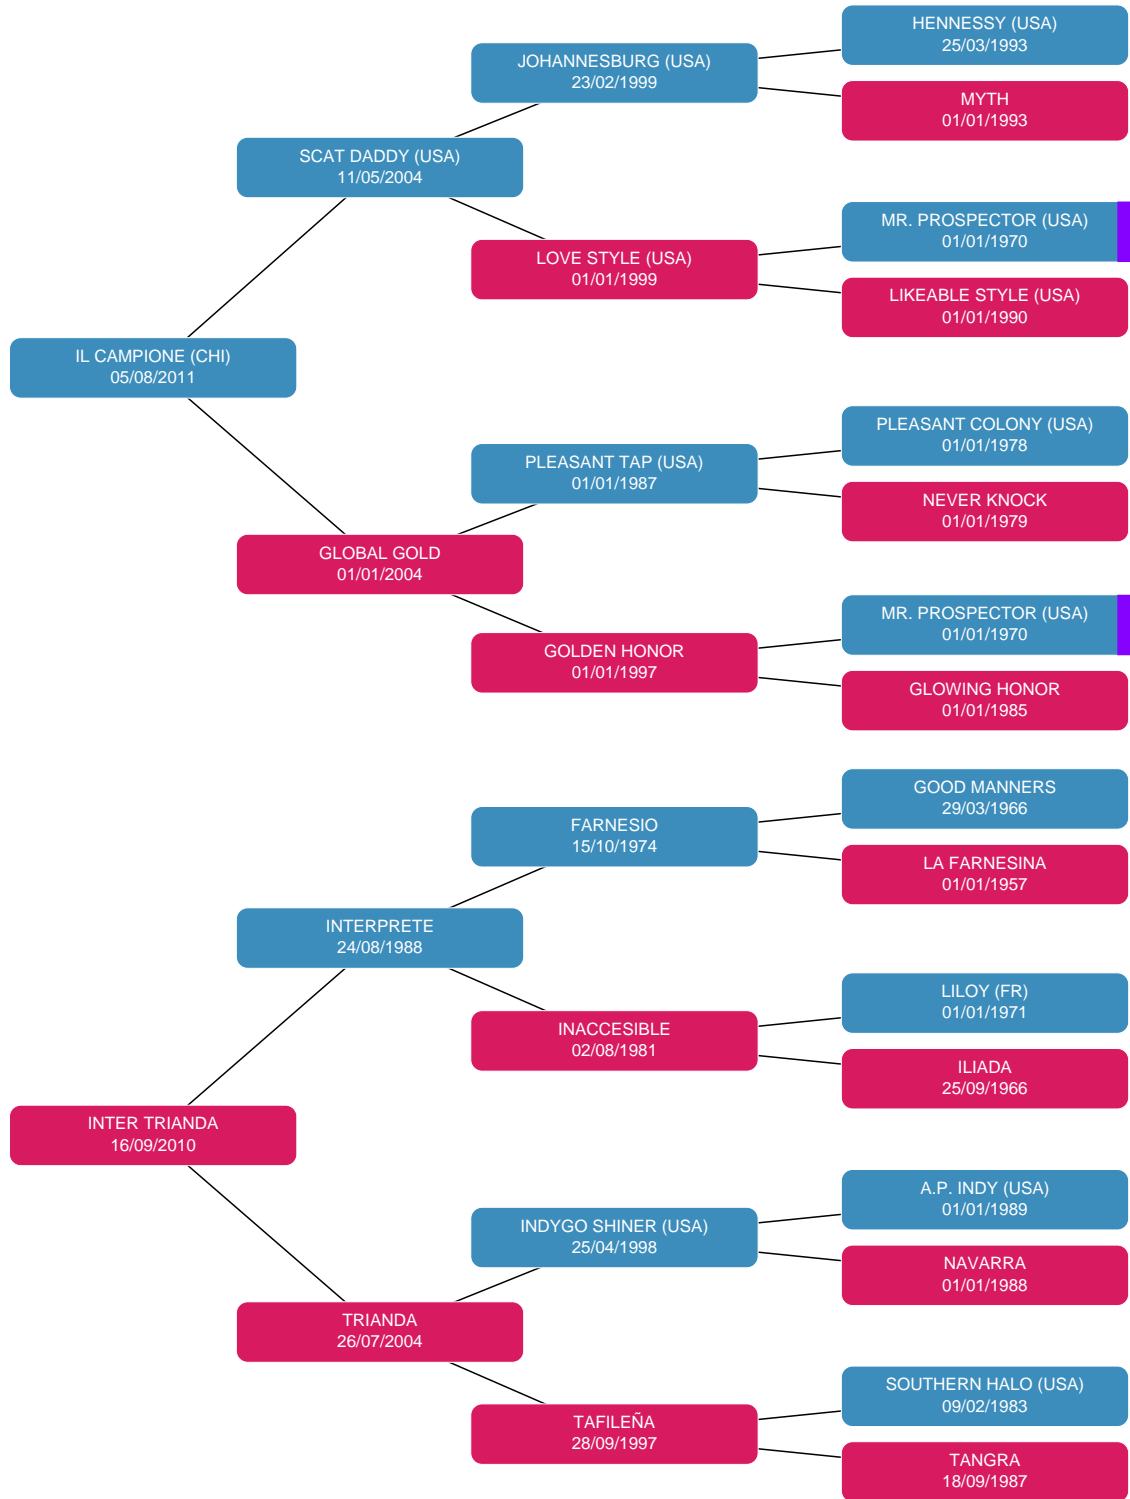 HENNESSY (USA)
25/03/1993
JOHANNESBURG (USA)
23/02/1999
MYTH
01/01/1993
SCAT DADDY (USA)
11/05/2004
MR. PROSPECTOR (USA)
01/01/1970
LOVE STYLE (USA)
01/01/1999
LIKEABLE STYLE (USA)
01/01/1990
IL CAMPIONE (CHI)
05/08/2011
PLEASANT COLONY (USA)
01/01/1978
PLEASANT TAP (USA)
01/01/1987
NEVER KNOCK
01/01/1979
GLOBAL GOLD
01/01/2004
MR. PROSPECTOR (USA)
01/01/1970
GOLDEN HONOR
01/01/1997
GLOWING HONOR
01/01/1985
GOOD MANNERS
29/03/1966
FARNESIO
15/10/1974
LA FARNESINA
01/01/1957
INTERPRETE
24/08/1988
LILOY (FR)
01/01/1971
INACCESIBLE
02/08/1981
ILIADA
25/09/1966
INTER TRIANDA
16/09/2010
A.P. INDY (USA)
01/01/1989
INDYGO SHINER (USA)
25/04/1998
NAVARRA
01/01/1988
TRIANDA
26/07/2004
SOUTHERN HALO (USA)
09/02/1983
TAFILEÑA
28/09/1997
TANGRA
18/09/1987